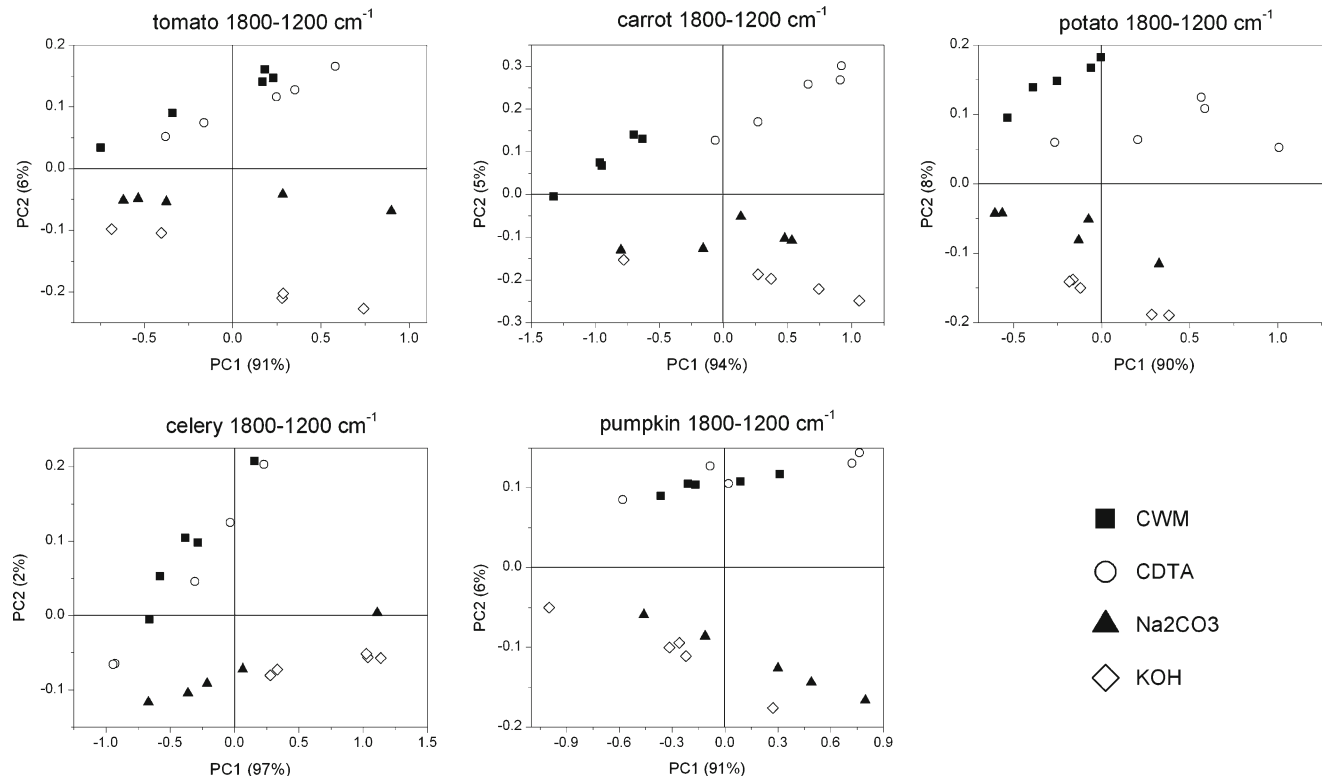 tomato 1800-1200 cm⁻¹
0.2
0.1
0.0
-0.1
-0.2
PC2 (6%)
-0.5 0.0 0.5 1.0
PC1 (91%)
carrot 1800-1200 cm⁻¹
0.3
0.2
0.1
0.0
-0.1
-0.2
-0.3
PC2 (5%)
-1.5 -1.0 -0.5 0.0 0.5 1.0
PC1 (94%)
potato 1800-1200 cm⁻¹
0.2
0.1
0.0
-0.1
-0.2
PC2 (8%)
-0.5 0.0 0.5 1.0
PC1 (90%)
celery 1800-1200 cm⁻¹
0.2
0.1
0.0
-0.1
PC2 (2%)
-1.0 -0.5 0.0 0.5 1.0 1.5
PC1 (97%)
pumpkin 1800-1200 cm⁻¹
0.1
0.0
-0.1
-0.2
PC2 (6%)
-0.9 -0.6 -0.3 0.0 0.3 0.6 0.9
PC1 (91%)
CWM
CDTA
Na2CO3
KOH